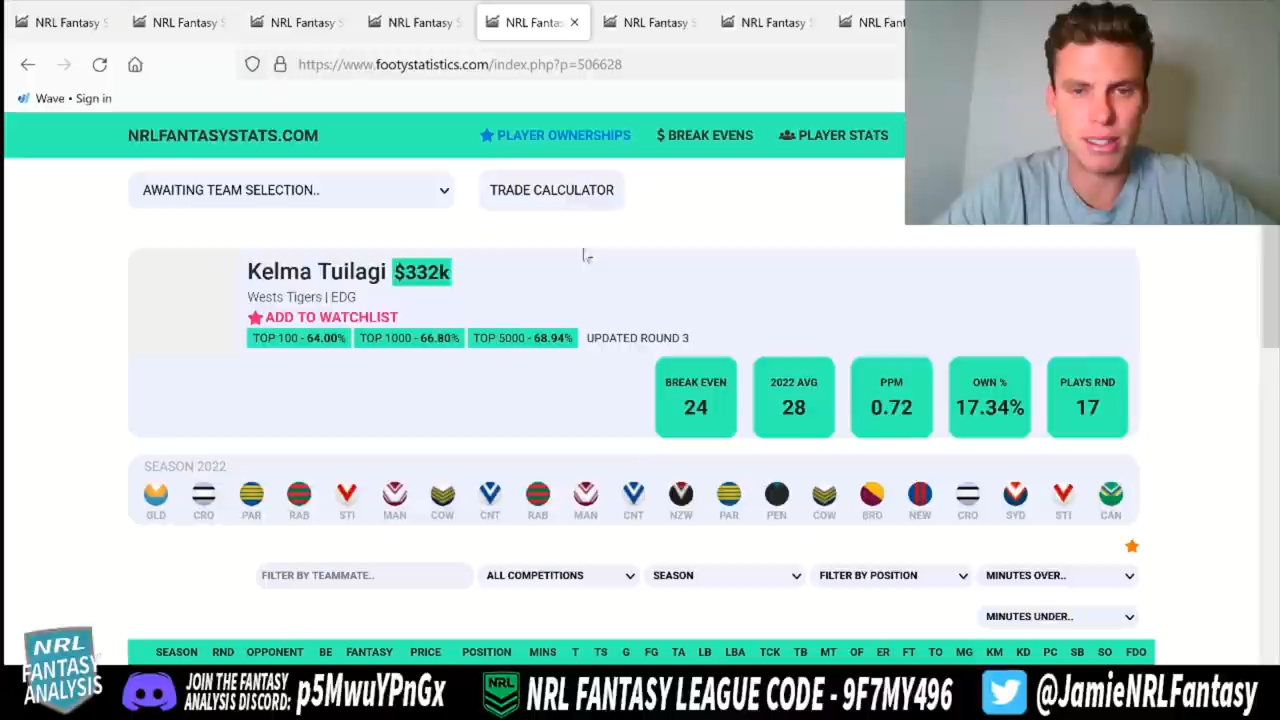 NRL Fantasy S
NRL Fantasy S
NRL Fantasy S
NRL Fantasy S
NRL Fantas
NRL Fantasy S
NRL Fantasy S
NRL Fant
https://www.footystatistics.com/index.php?p=506628
Wave • Sign in
NRLFANTASYSTATS.COM
PLAYER OWNERSHIPS
$ BREAK EVENS
PLAYER STATS
AWAITING TEAM SELECTION..
TRADE CALCULATOR
Kelma Tuilagi $332k
Wests Tigers | EDG
ADD TO WATCHLIST
TOP 100 - 64.00% TOP 1000 - 66.80% TOP 5000 - 68.94% UPDATED ROUND 3
BREAK EVEN 2022 AVG PPM OWN % PLAYS RND
24 28 0.72 17.34% 17
SEASON 2022
GLD CRO PAR RAB STI MAN COW CNT RAB MAN CNT NZW PAR PEN COW BRO NEW CRO SYD STI CAN
FILTER BY TEAMMATE.. ALL COMPETITIONS SEASON FILTER BY POSITION MINUTES OVER..
MINUTES UNDER..
SEASON RND OPPONENT BE FANTASY PRICE POSITION MINS T TS G FG TA LB LBA TCK TB MT OF ER FT TO MG KM KD PC SB SO FDO
NRL
FANTASY
ANALYSIS
JOIN THE FANTASY
ANALYSIS DISCORD:
p5MwuYPnGx
NRL
NRL FANTASY LEAGUE CODE - 9F7MY496
@JamieNRLFantasy